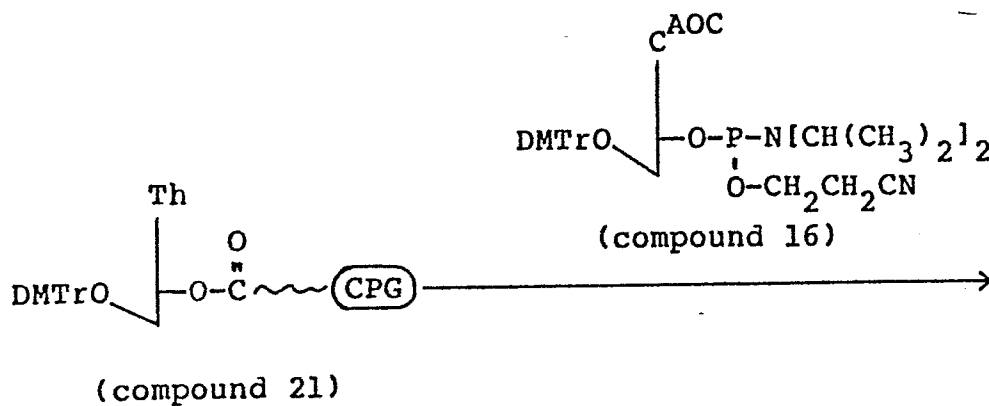 C^AOC
DMTrO -O-P-N[CH(CH3)2]2
O-CH2CH2CN
(compound 16)
Th
O
DMTrO -O-C CPG
(compound 21)